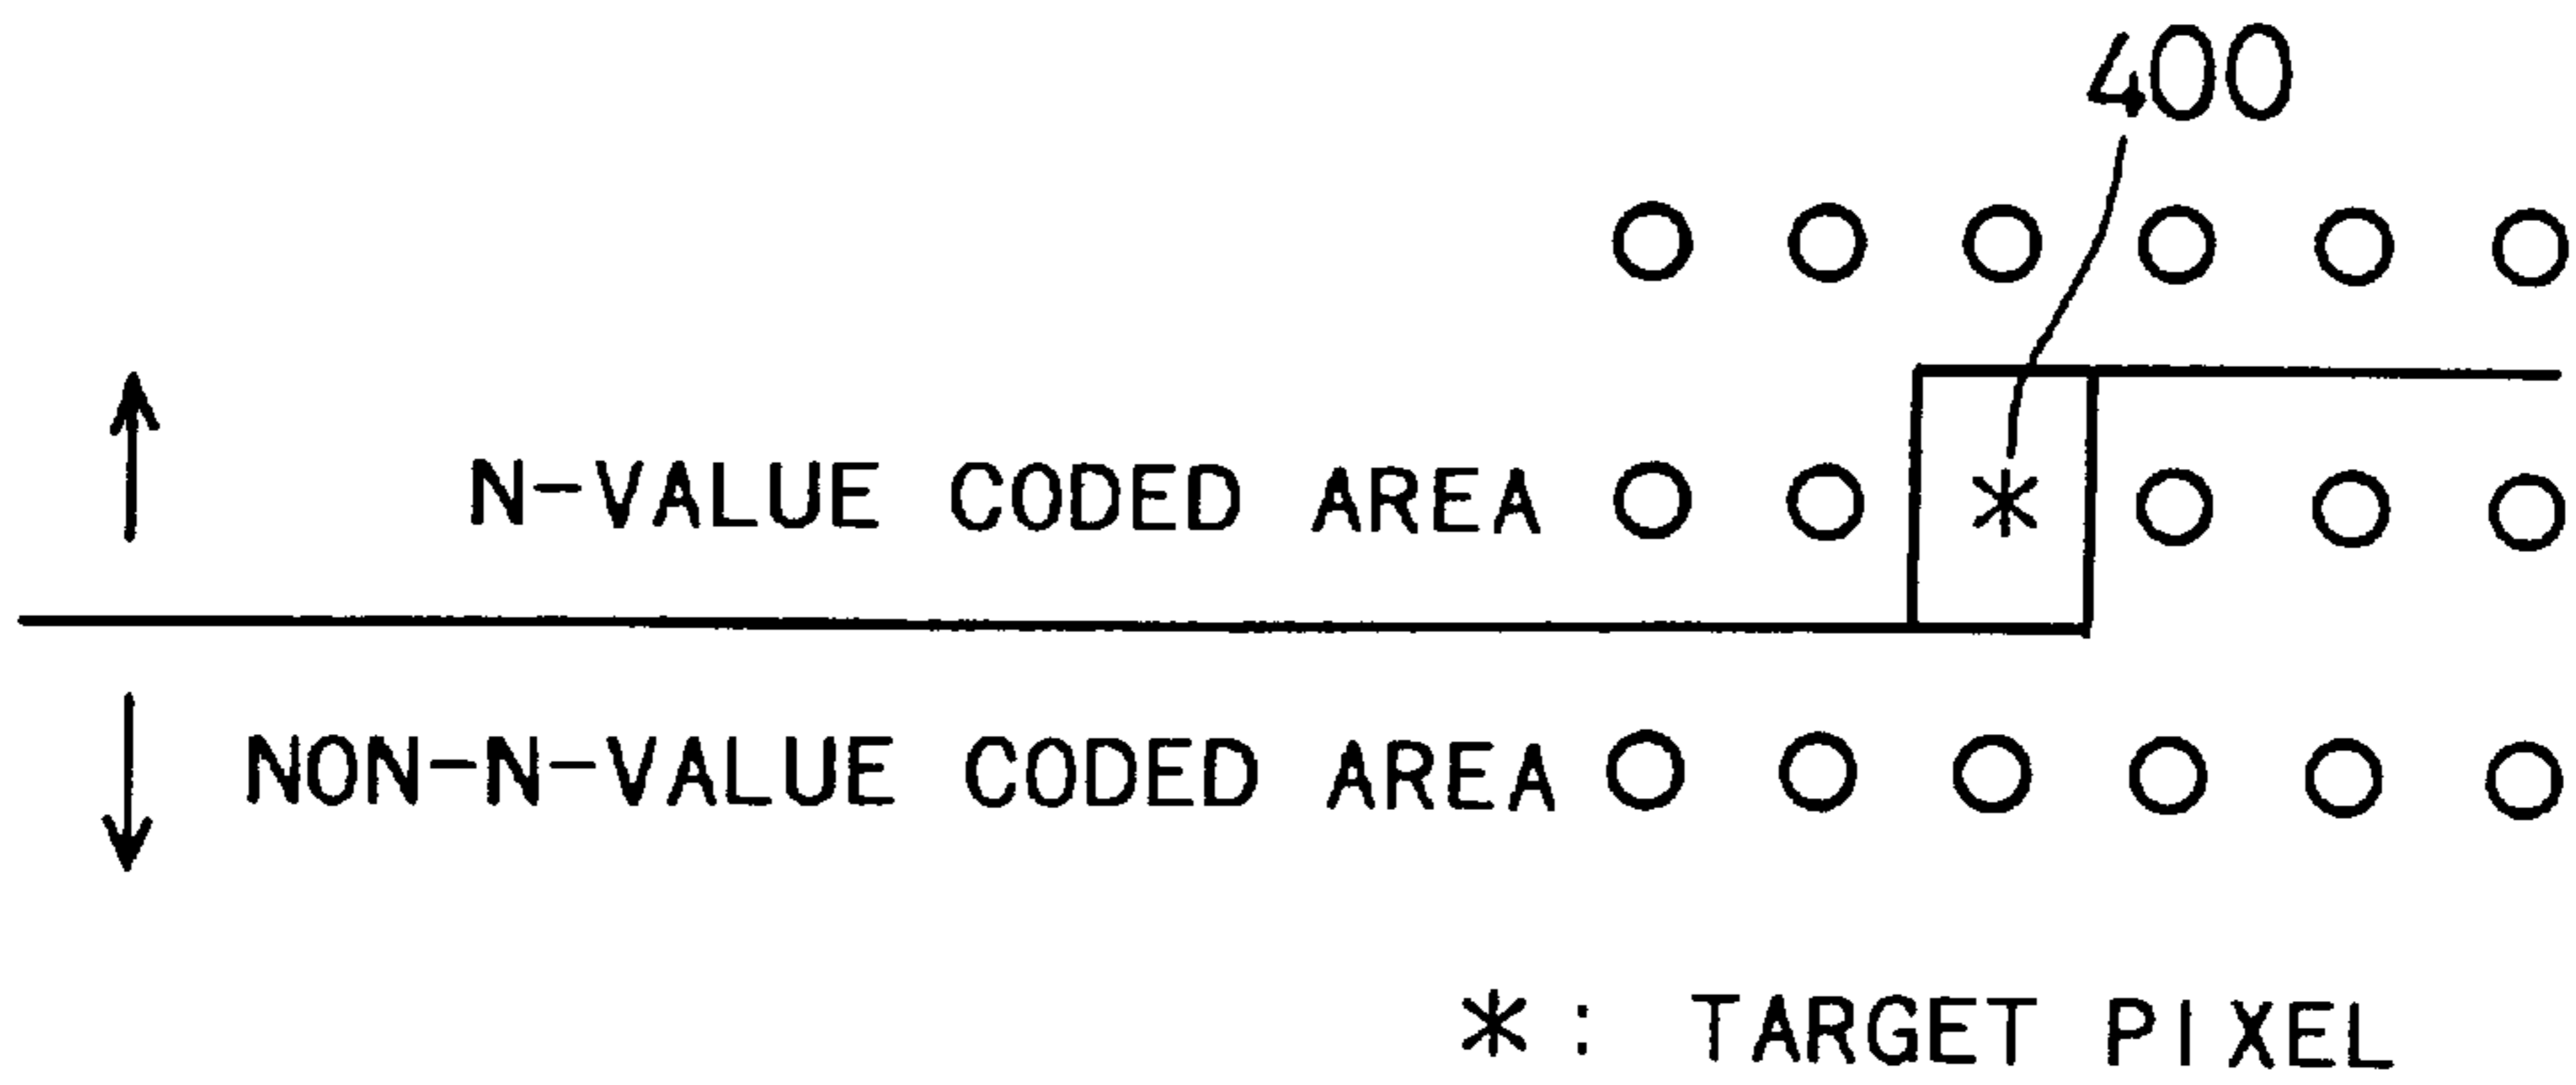 400
N-VALUE CODED AREA
NON-N-VALUE CODED AREA
*: TARGET PIXEL